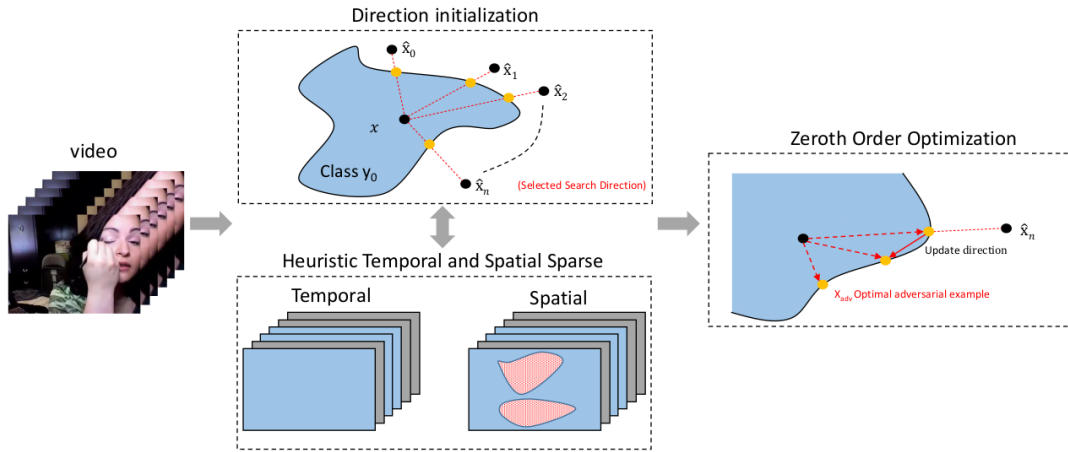 Direction initialization
x̂₀
x̂₁
x̂₂
x
Class y₀
x̂ₙ
(Selected Search Direction)
video
Zeroth Order Optimization
x̂ₙ
Update direction
Xadv Optimal adversarial example
Heuristic Temporal and Spatial Sparse
Temporal
Spatial